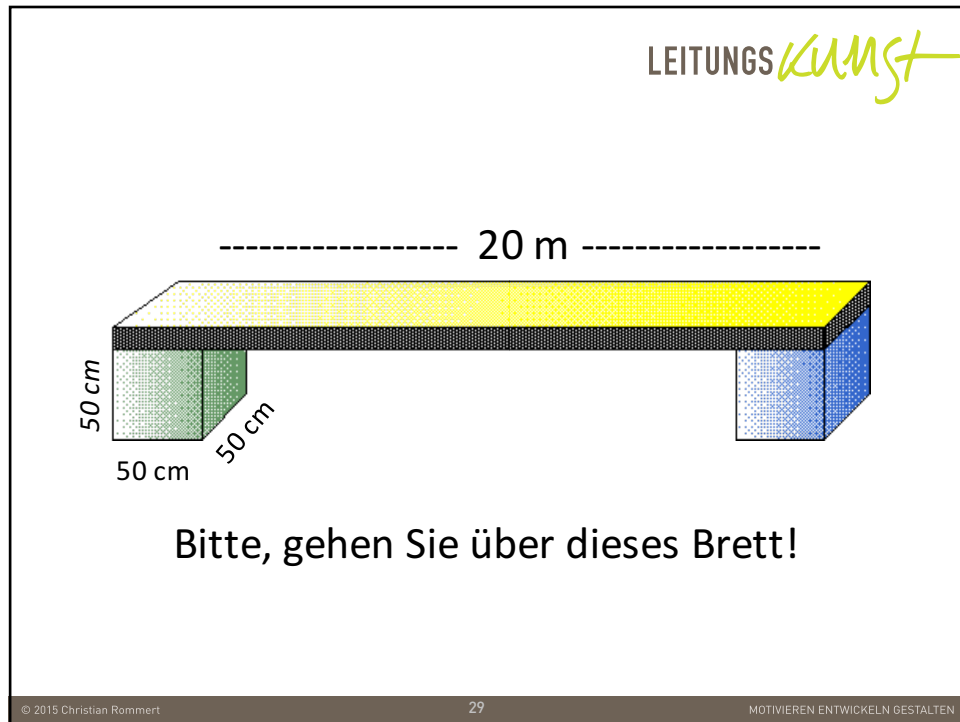 LEITUNGS KUNST
------------------ 20 m ------------------
50 cm
50 cm
50 cm
Bitte, gehen Sie über dieses Brett!
© 2015 Christian Rommert 29 MOTIVIEREN ENTWICKELN GESTALTEN